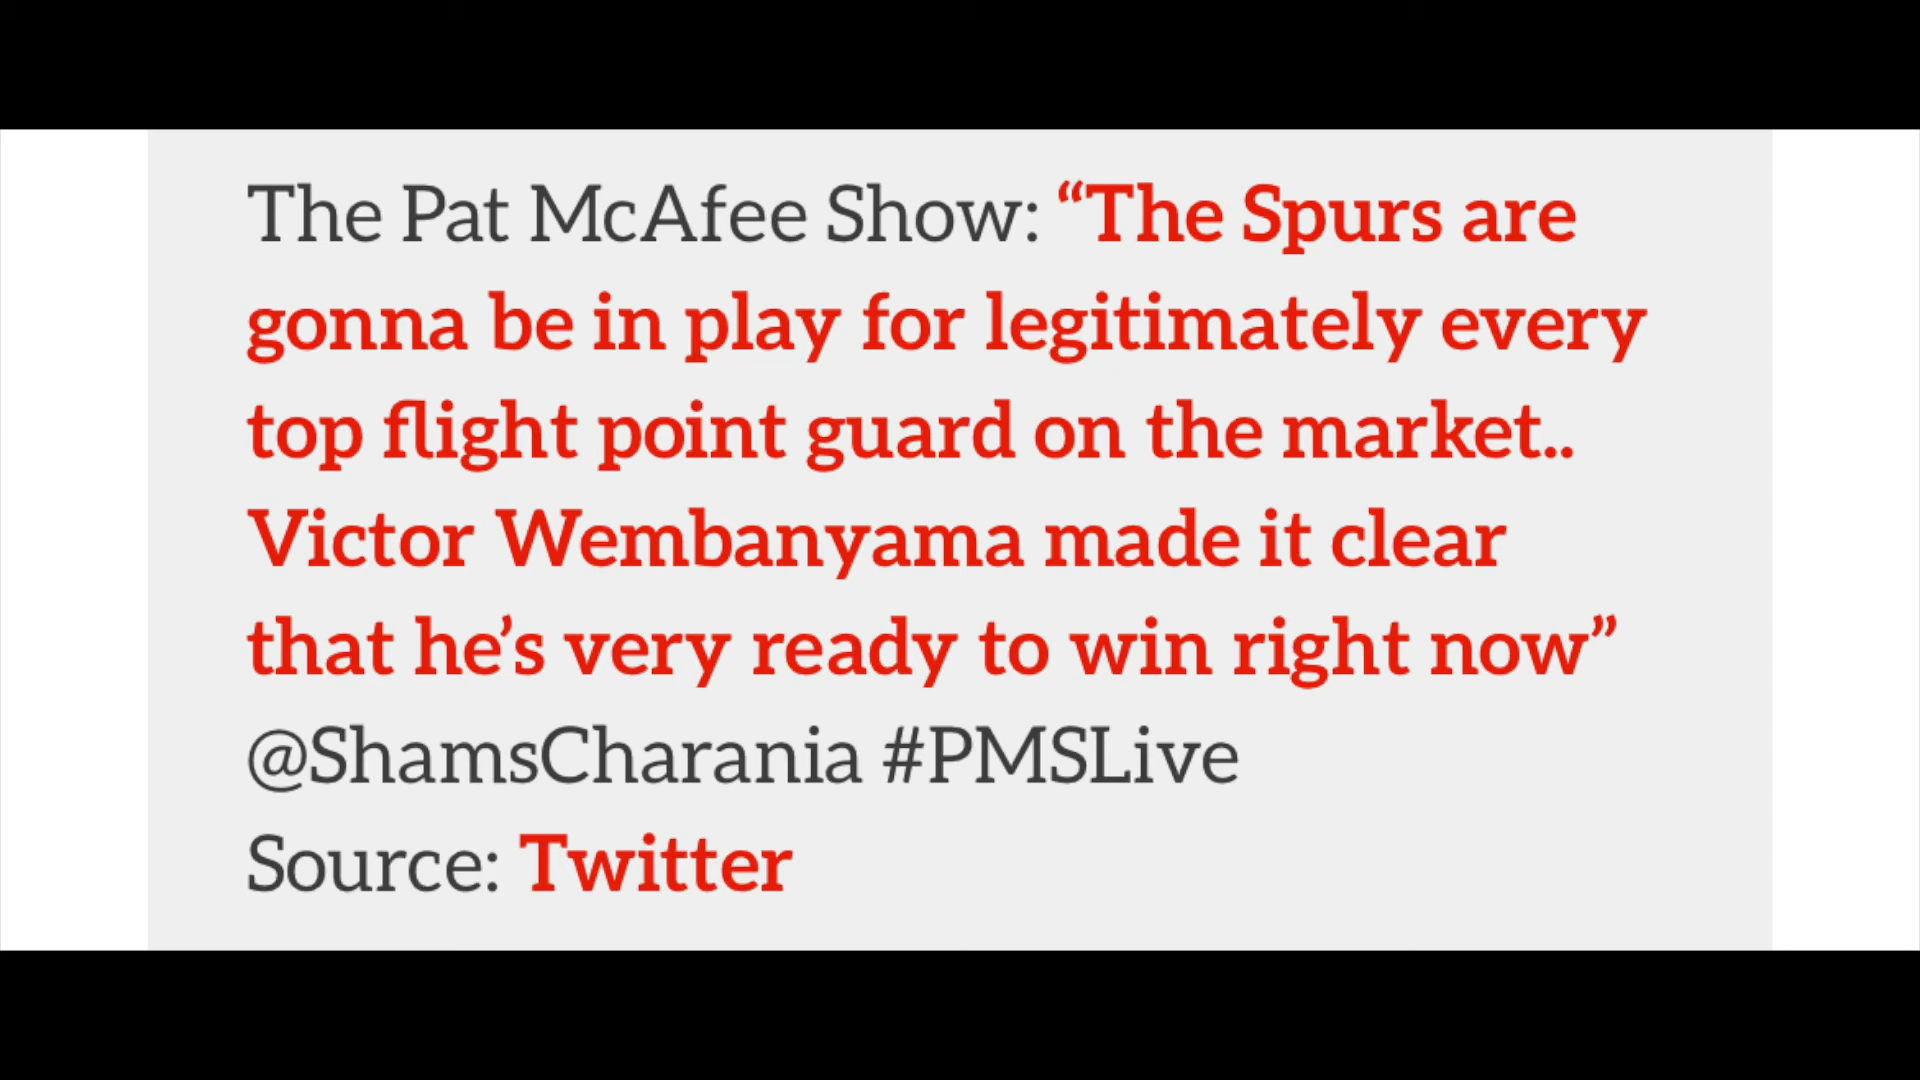 The Pat McAfee Show: “The Spurs are
gonna be in play for legitimately every
top flight point guard on the market..
Victor Wembanyama made it clear
that he’s very ready to win right now”
@ShamsCharania #PMSLive
Source: Twitter